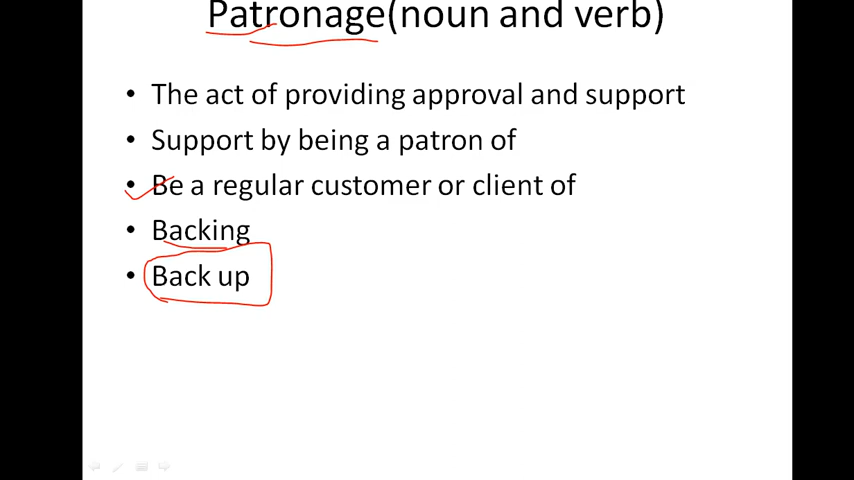 Patronage(noun and verb)
• The act of providing approval and support
• Support by being a patron of
• Be a regular customer or client of
• Backing
• Back up